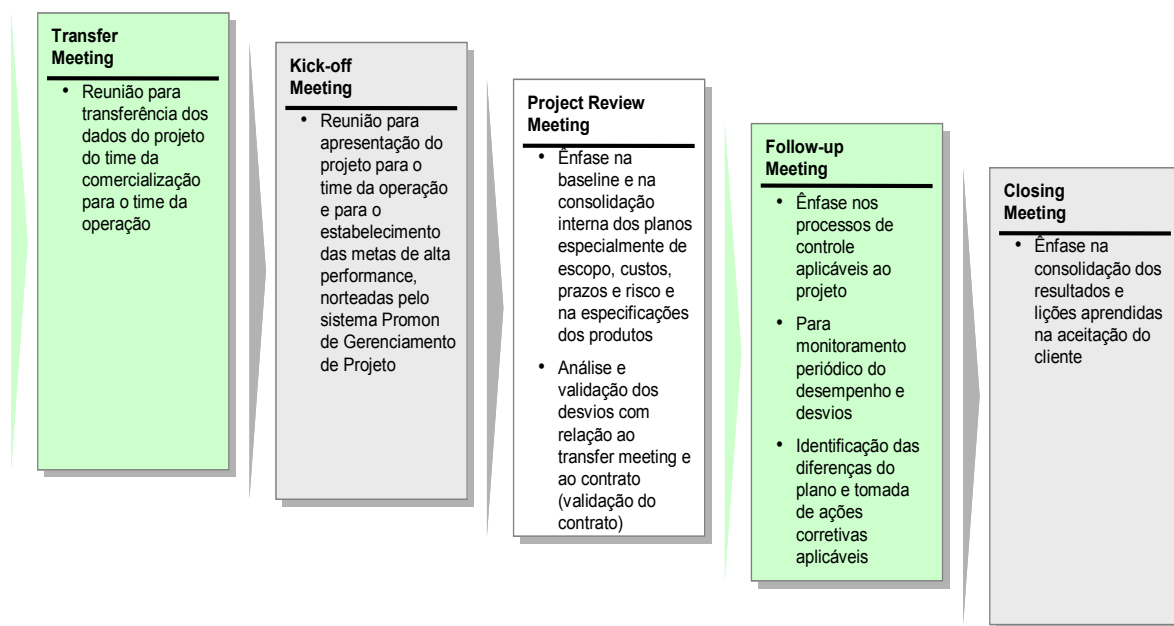 Transfer
Meeting
• Reunião para
transferência dos
dados do projeto
do time da
comercialização
para o time da
operação
Kick-off
Meeting
• Reunião para
apresentação do
projeto para o
time da operação
e para o
estabelecimento
das metas de alta
performance,
norteadas pelo
sistema Promon
de Gerenciamento
de Projeto
Project Review
Meeting
• Ênfase na
baseline e na
consolidação
interna dos planos
especialmente de
escopo, custos,
prazos e risco e
na especificações
dos produtos
• Análise e
validação dos
desvios com
relação ao
transfer meeting e
ao contrato
(validação do
contrato)
Follow-up
Meeting
• Ênfase nos
processos de
controle
aplicáveis ao
projeto
• Para
monitoramento
periódico do
desempenho e
desvios
• Identificação das
diferenças do
plano e tomada
de ações
corretivas
aplicáveis
Closing
Meeting
• Ênfase na
consolidação dos
resultados e
lições aprendidas
na aceitação do
cliente